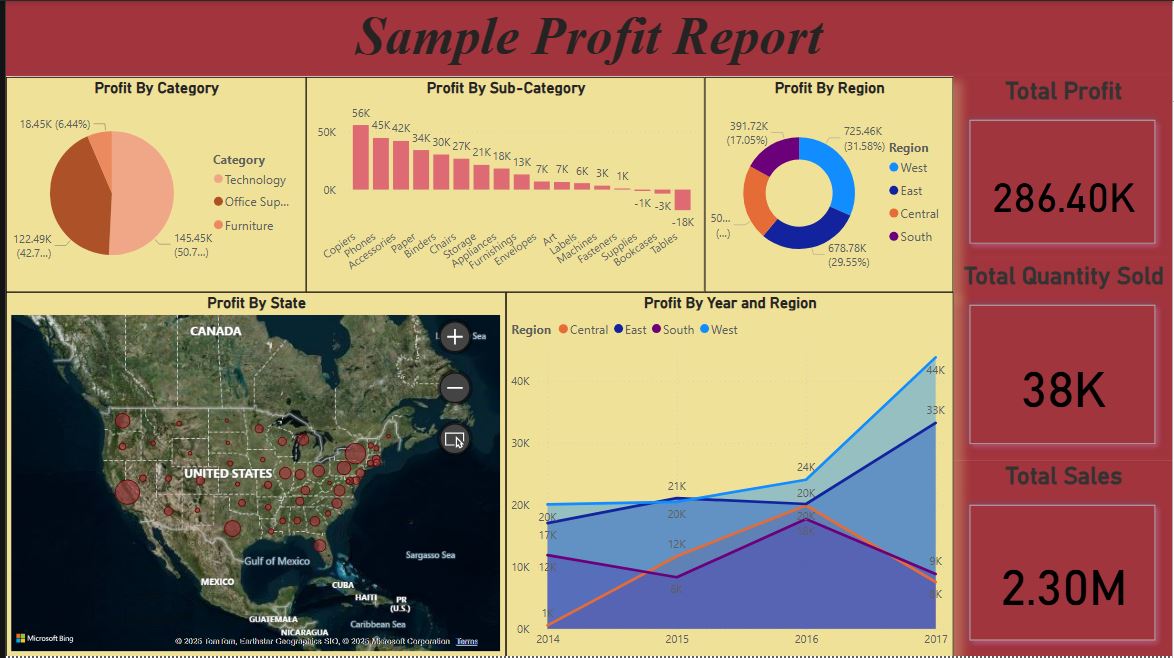 Sample Profit Report
Profit By Category
18.45K (6.44%)
122.49K
(42.7...)
145.45K
(50.7...)
Category
Technology
Office Sup...
Furniture
Profit By Sub-Category
50K
0K
56K
45K
42K
34K
30K
27K
21K
18K
13K
7K
7K
6K
3K
1K
-1K
-3K
-18K
Copiers
Phones
Accessories
Paper
Binders
Chairs
Storage
Appliances
Furnishings
Envelopes
Art
Labels
Machines
Fasteners
Supplies
Bookcases
Tables
Profit By Region
391.72K
(17.05%)
725.46K
(31.58%)
50...
(...)
678.78K
(29.55%)
Region
West
East
Central
South
Total Profit
286.40K
Total Quantity Sold
38K
Total Sales
2.30M
Profit By State
CANADA
L
Sea
UNITED STATES
Gulf of Mexico
Sargasso Sea
MEXICO
CUBA
HAITI
PR
(U.S.)
GUATEMALA
Caribbean Sea
NICARAGUA
Microsoft Bing
© 2025 TomTom, Earthstar Geographics SIO, © 2025 Microsoft Corporation Terms
Profit By Year and Region
Region Central East South West
40K
30K
20K
10K
0K
20K
17K
12K
1K
21K
20K
12K
8K
24K
20K
20K
18K
44K
33K
9K
8K
2014
2015
2016
2017